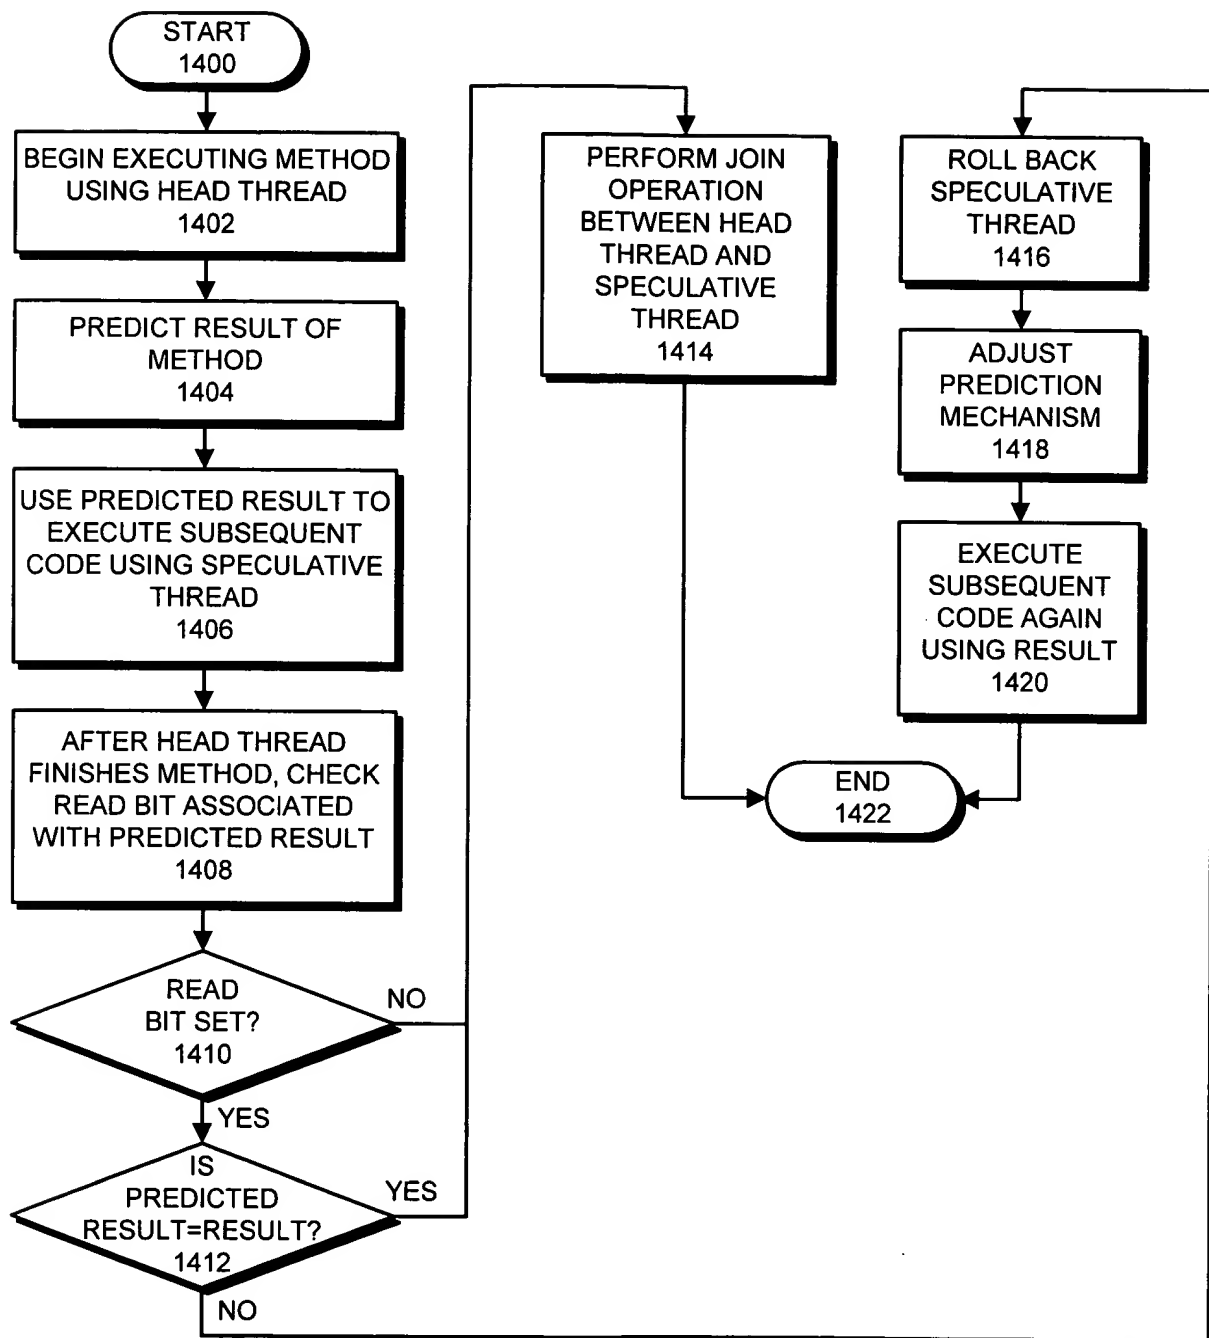 START
1400
BEGIN EXECUTING METHOD
USING HEAD THREAD
1402
PREDICT RESULT OF
METHOD
1404
USE PREDICTED RESULT TO
EXECUTE SUBSEQUENT
CODE USING SPECULATIVE
THREAD
1406
AFTER HEAD THREAD
FINISHES METHOD, CHECK
READ BIT ASSOCIATED
WITH PREDICTED RESULT
1408
READ
BIT SET?
1410
NO
YES
IS
PREDICTED
RESULT=RESULT?
1412
YES
NO
PERFORM JOIN
OPERATION
BETWEEN HEAD
THREAD AND
SPECULATIVE
THREAD
1414
ROLL BACK
SPECULATIVE
THREAD
1416
ADJUST
PREDICTION
MECHANISM
1418
EXECUTE
SUBSEQUENT
CODE AGAIN
USING RESULT
1420
END
1422